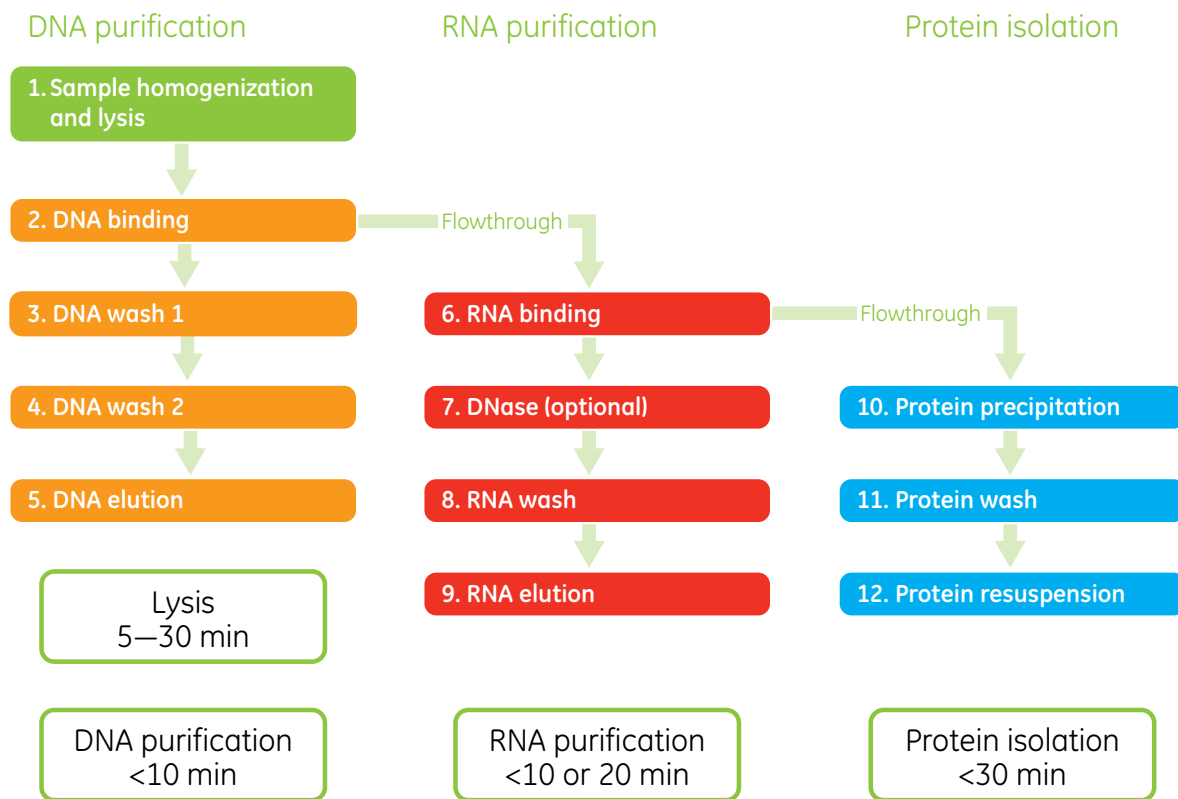 DNA purification
RNA purification
Protein isolation
1. Sample homogenization
and lysis
2. DNA binding
Flowthrough
3. DNA wash 1
6. RNA binding
Flowthrough
4. DNA wash 2
7. DNase (optional)
10. Protein precipitation
5. DNA elution
8. RNA wash
11. Protein wash
9. RNA elution
12. Protein resuspension
Lysis
5—30 min
DNA purification
<10 min
RNA purification
<10 or 20 min
Protein isolation
<30 min